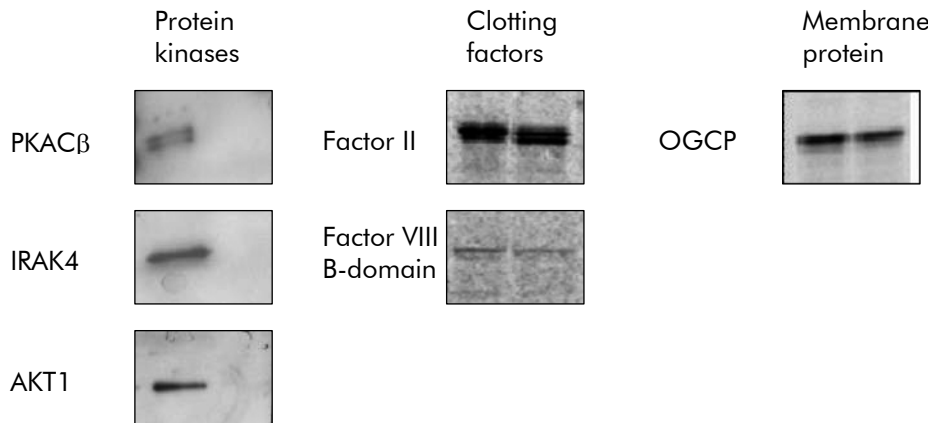 Protein
kinases
Clotting
factors
Membrane
protein
PKACβ
Factor II
OGCP
IRAK4
Factor VIII
B-domain
AKT1